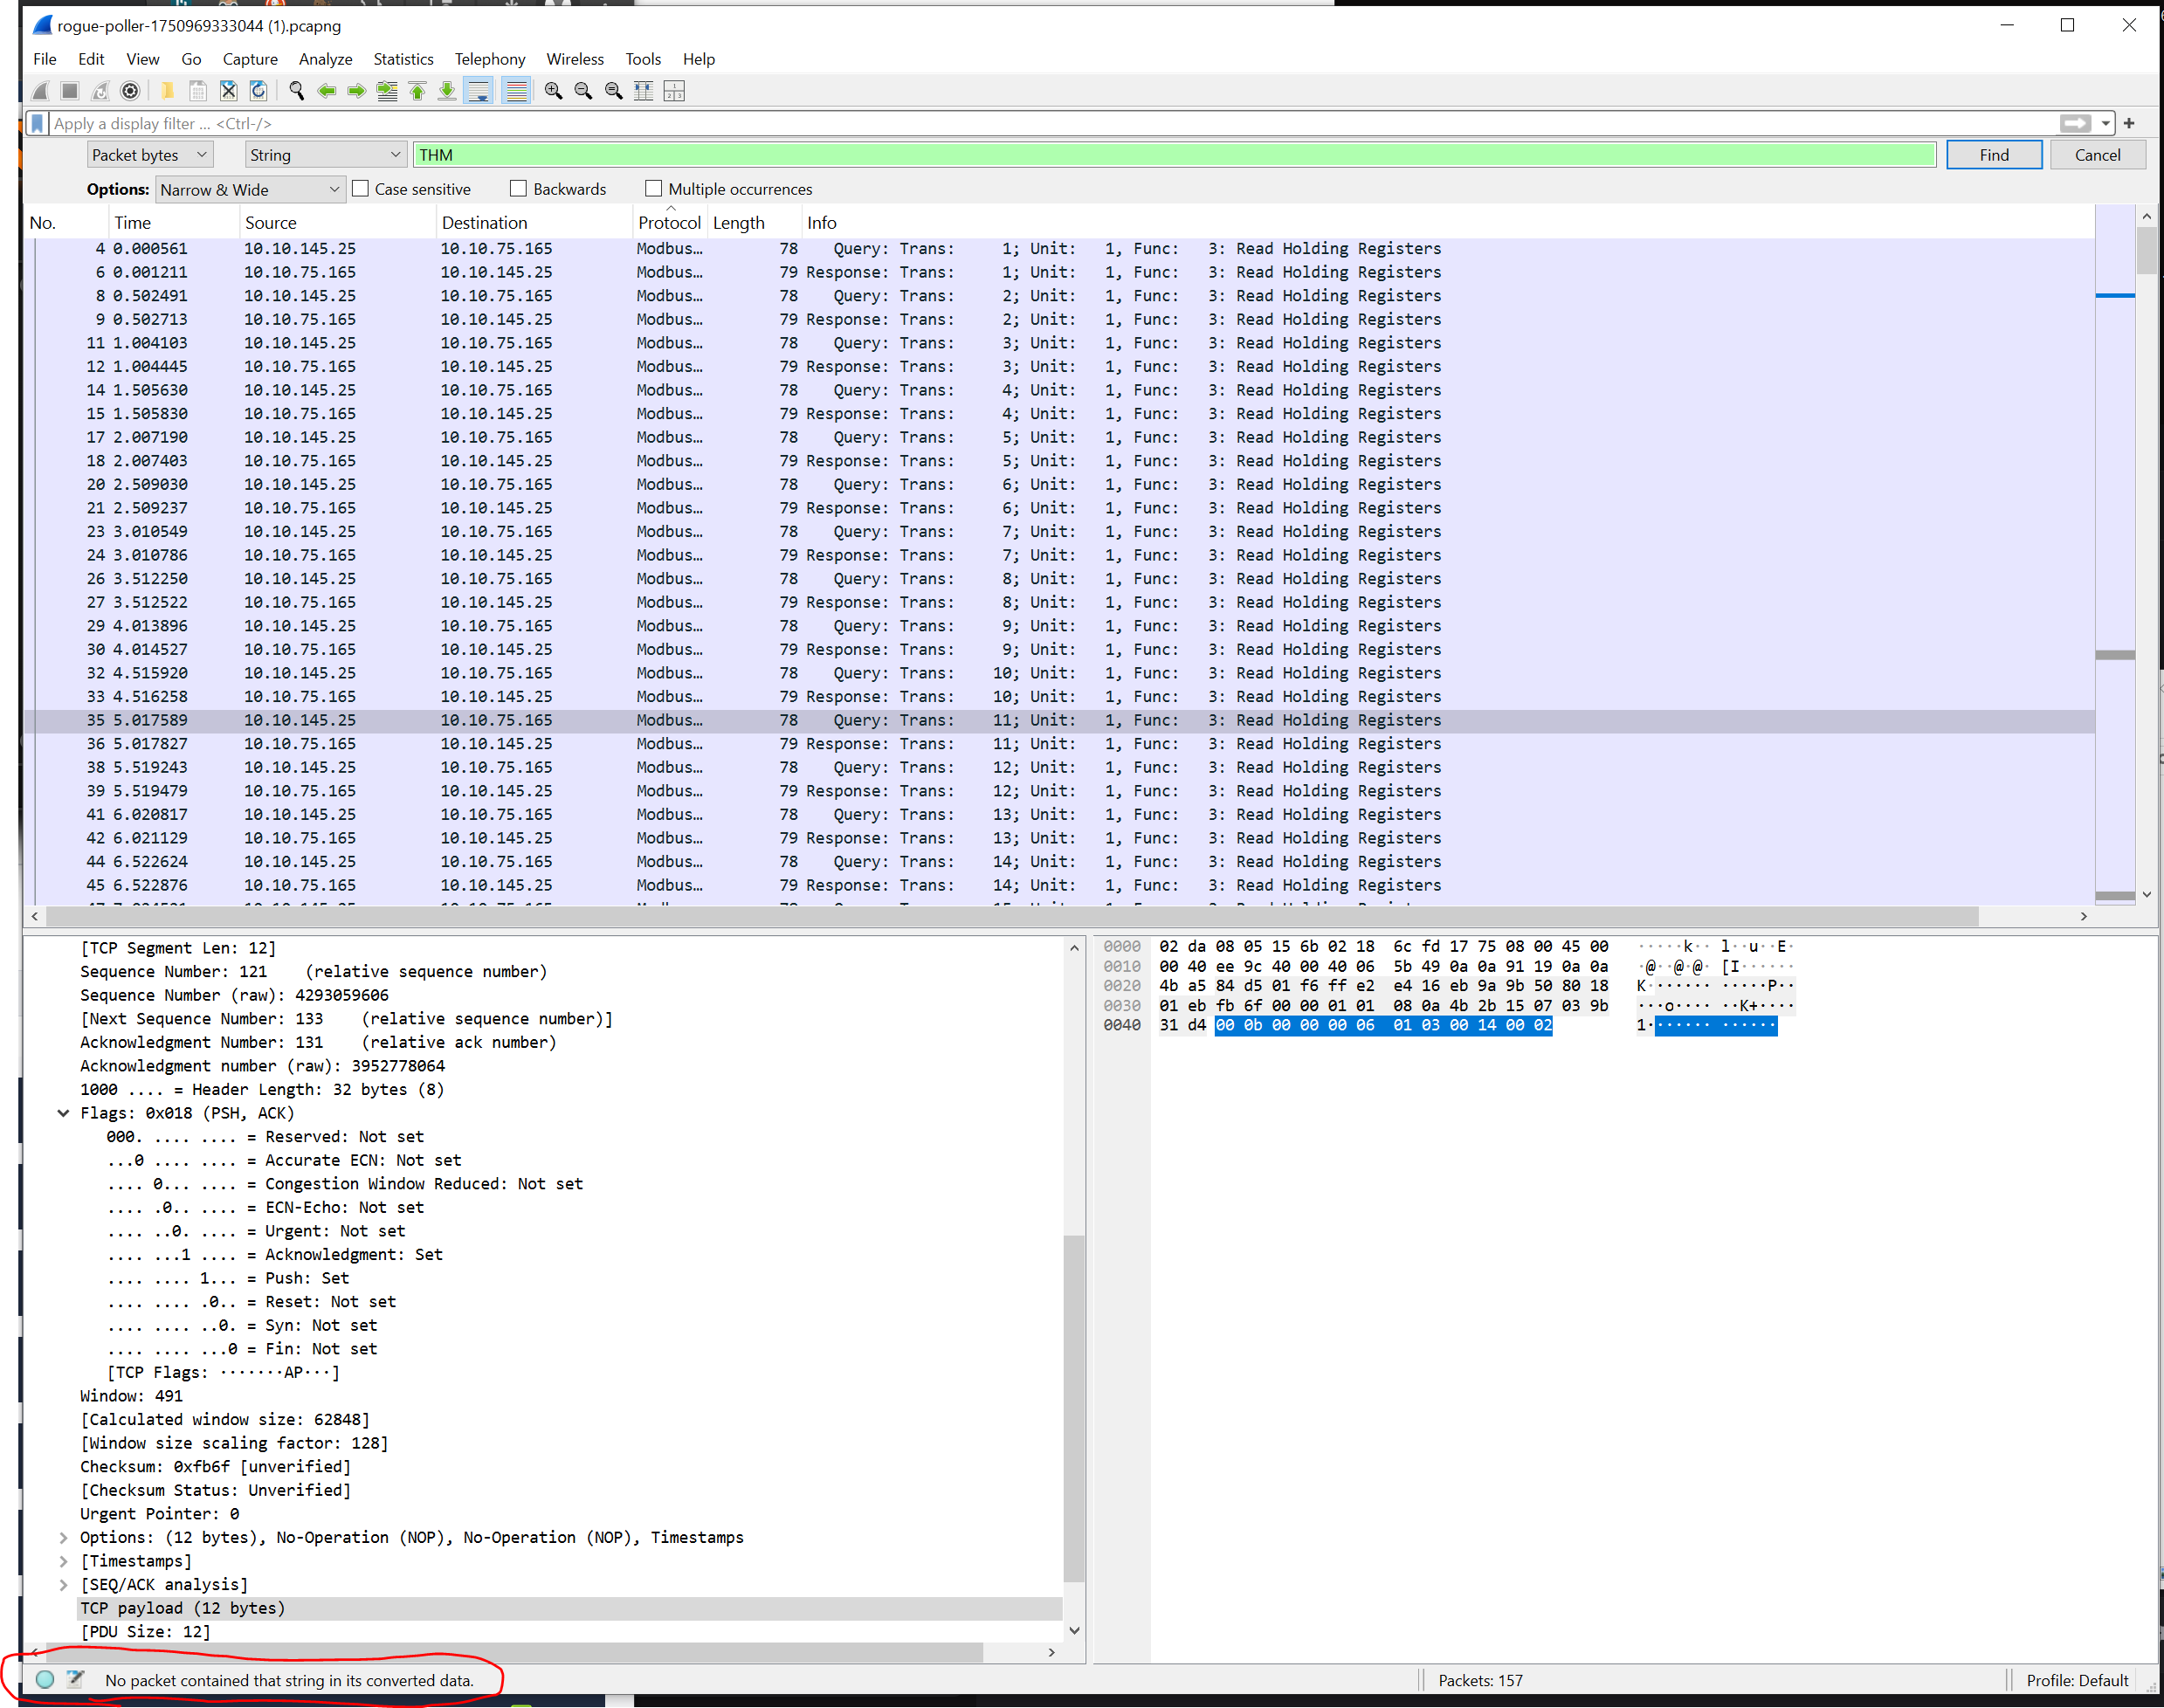 rogue-poller-1750969333044 (1).pcapng
File Edit View Go Capture Analyze Statistics Telephony Wireless Tools Help
Apply a display filter ... <Ctrl-/>
Packet bytes String THM Find Cancel
Options: Narrow & Wide Case sensitive Backwards Multiple occurrences
No. Time Source Destination Protocol Length Info
4 0.000561 10.10.145.25 10.10.75.165 Modbus… 78 Query: Trans: 1; Unit: 1, Func: 3: Read Holding Registers
6 0.001211 10.10.75.165 10.10.145.25 Modbus… 79 Response: Trans: 1; Unit: 1, Func: 3: Read Holding Registers
8 0.502491 10.10.145.25 10.10.75.165 Modbus… 78 Query: Trans: 2; Unit: 1, Func: 3: Read Holding Registers
9 0.502713 10.10.75.165 10.10.145.25 Modbus… 79 Response: Trans: 2; Unit: 1, Func: 3: Read Holding Registers
11 1.004103 10.10.145.25 10.10.75.165 Modbus… 78 Query: Trans: 3; Unit: 1, Func: 3: Read Holding Registers
12 1.004445 10.10.75.165 10.10.145.25 Modbus… 79 Response: Trans: 3; Unit: 1, Func: 3: Read Holding Registers
14 1.505630 10.10.145.25 10.10.75.165 Modbus… 78 Query: Trans: 4; Unit: 1, Func: 3: Read Holding Registers
15 1.505830 10.10.75.165 10.10.145.25 Modbus… 79 Response: Trans: 4; Unit: 1, Func: 3: Read Holding Registers
17 2.007190 10.10.145.25 10.10.75.165 Modbus… 78 Query: Trans: 5; Unit: 1, Func: 3: Read Holding Registers
18 2.007403 10.10.75.165 10.10.145.25 Modbus… 79 Response: Trans: 5; Unit: 1, Func: 3: Read Holding Registers
20 2.509030 10.10.145.25 10.10.75.165 Modbus… 78 Query: Trans: 6; Unit: 1, Func: 3: Read Holding Registers
21 2.509237 10.10.75.165 10.10.145.25 Modbus… 79 Response: Trans: 6; Unit: 1, Func: 3: Read Holding Registers
23 3.010549 10.10.145.25 10.10.75.165 Modbus… 78 Query: Trans: 7; Unit: 1, Func: 3: Read Holding Registers
24 3.010786 10.10.75.165 10.10.145.25 Modbus… 79 Response: Trans: 7; Unit: 1, Func: 3: Read Holding Registers
26 3.512250 10.10.145.25 10.10.75.165 Modbus… 78 Query: Trans: 8; Unit: 1, Func: 3: Read Holding Registers
27 3.512522 10.10.75.165 10.10.145.25 Modbus… 79 Response: Trans: 8; Unit: 1, Func: 3: Read Holding Registers
29 4.013896 10.10.145.25 10.10.75.165 Modbus… 78 Query: Trans: 9; Unit: 1, Func: 3: Read Holding Registers
30 4.014527 10.10.75.165 10.10.145.25 Modbus… 79 Response: Trans: 9; Unit: 1, Func: 3: Read Holding Registers
32 4.515920 10.10.145.25 10.10.75.165 Modbus… 78 Query: Trans: 10; Unit: 1, Func: 3: Read Holding Registers
33 4.516258 10.10.75.165 10.10.145.25 Modbus… 79 Response: Trans: 10; Unit: 1, Func: 3: Read Holding Registers
35 5.017589 10.10.145.25 10.10.75.165 Modbus… 78 Query: Trans: 11; Unit: 1, Func: 3: Read Holding Registers
36 5.017827 10.10.75.165 10.10.145.25 Modbus… 79 Response: Trans: 11; Unit: 1, Func: 3: Read Holding Registers
38 5.519243 10.10.145.25 10.10.75.165 Modbus… 78 Query: Trans: 12; Unit: 1, Func: 3: Read Holding Registers
39 5.519479 10.10.75.165 10.10.145.25 Modbus… 79 Response: Trans: 12; Unit: 1, Func: 3: Read Holding Registers
41 6.020817 10.10.145.25 10.10.75.165 Modbus… 78 Query: Trans: 13; Unit: 1, Func: 3: Read Holding Registers
42 6.021129 10.10.75.165 10.10.145.25 Modbus… 79 Response: Trans: 13; Unit: 1, Func: 3: Read Holding Registers
44 6.522624 10.10.145.25 10.10.75.165 Modbus… 78 Query: Trans: 14; Unit: 1, Func: 3: Read Holding Registers
45 6.522876 10.10.75.165 10.10.145.25 Modbus… 79 Response: Trans: 14; Unit: 1, Func: 3: Read Holding Registers
[TCP Segment Len: 12]
Sequence Number: 121 (relative sequence number)
Sequence Number (raw): 4293059606
[Next Sequence Number: 133 (relative sequence number)]
Acknowledgment Number: 131 (relative ack number)
Acknowledgment number (raw): 3952778064
1000 .... = Header Length: 32 bytes (8)
Flags: 0x018 (PSH, ACK)
000. .... .... = Reserved: Not set
...0 .... .... = Accurate ECN: Not set
.... 0... .... = Congestion Window Reduced: Not set
.... .0.. .... = ECN-Echo: Not set
.... ..0. .... = Urgent: Not set
.... ...1 .... = Acknowledgment: Set
.... .... 1... = Push: Set
.... .... .0.. = Reset: Not set
.... .... ..0. = Syn: Not set
.... .... ...0 = Fin: Not set
[TCP Flags: ·······AP···]
Window: 491
[Calculated window size: 62848]
[Window size scaling factor: 128]
Checksum: 0xfb6f [unverified]
[Checksum Status: Unverified]
Urgent Pointer: 0
Options: (12 bytes), No-Operation (NOP), No-Operation (NOP), Timestamps
[Timestamps]
[SEQ/ACK analysis]
TCP payload (12 bytes)
[PDU Size: 12]
0000 02 da 08 05 15 6b 02 18 6c fd 17 75 08 00 45 00 ·····k·· l··u··E·
0010 00 40 ee 9c 40 00 40 06 5b 49 0a 0a 91 19 0a 0a ·@··@·@· [I······
0020 4b a5 84 d5 01 f6 ff e2 e4 16 eb 9a 9b 50 80 18 K······· ·····P··
0030 01 eb fb 6f 00 00 01 01 08 0a 4b 2b 15 07 03 9b ···o···· ··K+····
0040 31 d4 00 0b 00 00 00 06 01 03 00 14 00 02 1······· ······
No packet contained that string in its converted data.
Packets: 157
Profile: Default